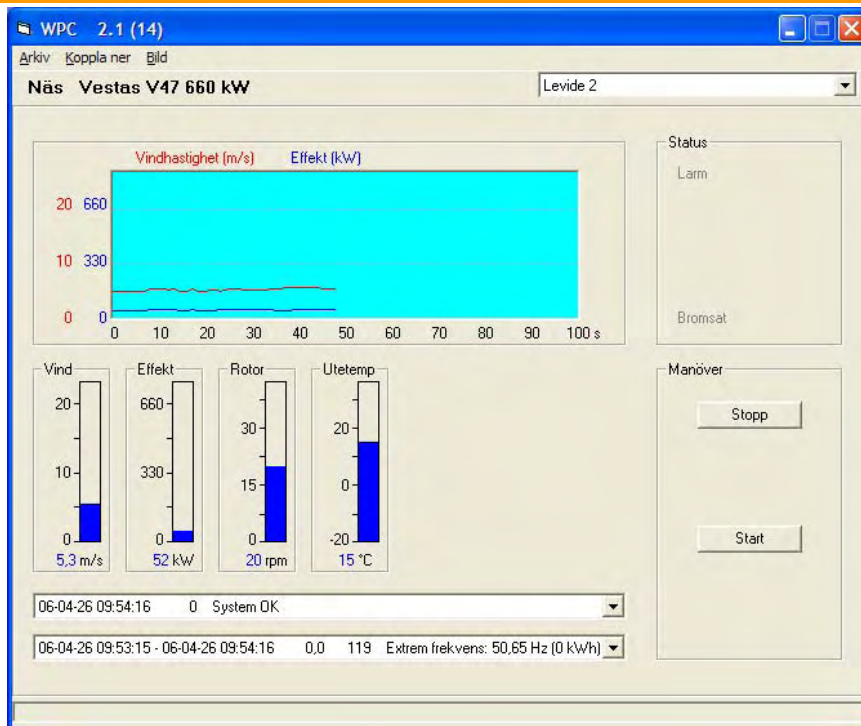 WPC 2.1 (14)
Arkiv Koppla ner Bild
Näs Vestas V47 660 kW
Levide 2
Vindhastighet (m/s) Effekt (kW)
20 660
10 330
0 0
0 10 20 30 40 50 60 70 80 90 100 s
Status
Larm
Bromsat
Vind
20
10
0
5,3 m/s
Effekt
660
330
0
52 kW
Rotor
30
15
0
20 rpm
Utetemp
20
0
-20
15 °C
Manöver
Stopp
Start
06-04-26 09:54:16 0 System OK
06-04-26 09:53:15 - 06-04-26 09:54:16 0,0 119 Extrem frekvens: 50,65 Hz (0 kWh)